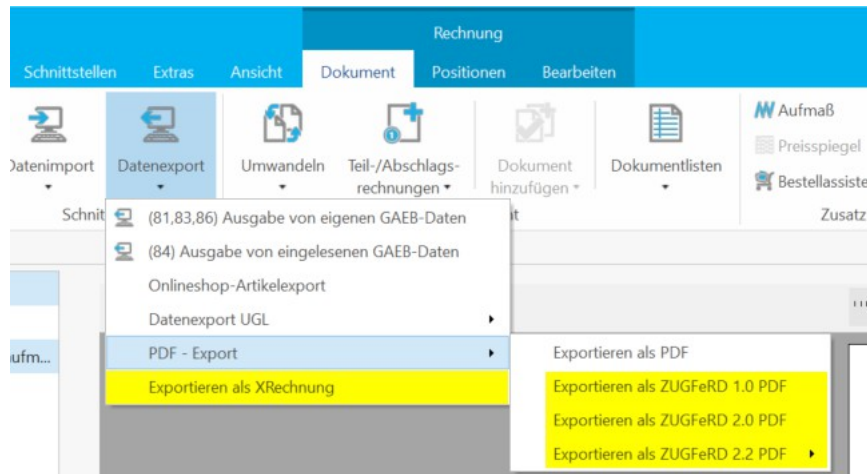 Rechnung
Schnittstellen Extras Ansicht Dokument Positionen Bearbeiten
Datenimport Datenexport Umwandeln Teil-/Abschlags-
rechnungen Dokument
hinzufügen Dokumentlisten
Aufmaß
Preisspiegel
Bestellassiste
Schnit
Zusatz
(81,83,86) Ausgabe von eigenen GAEB-Daten
(84) Ausgabe von eingelesenen GAEB-Daten
Onlineshop-Artikelexport
Datenexport UGL
aufm...
PDF - Export
Exportieren als XRechnung
Exportieren als PDF
Exportieren als ZUGFeRD 1.0 PDF
Exportieren als ZUGFeRD 2.0 PDF
Exportieren als ZUGFeRD 2.2 PDF